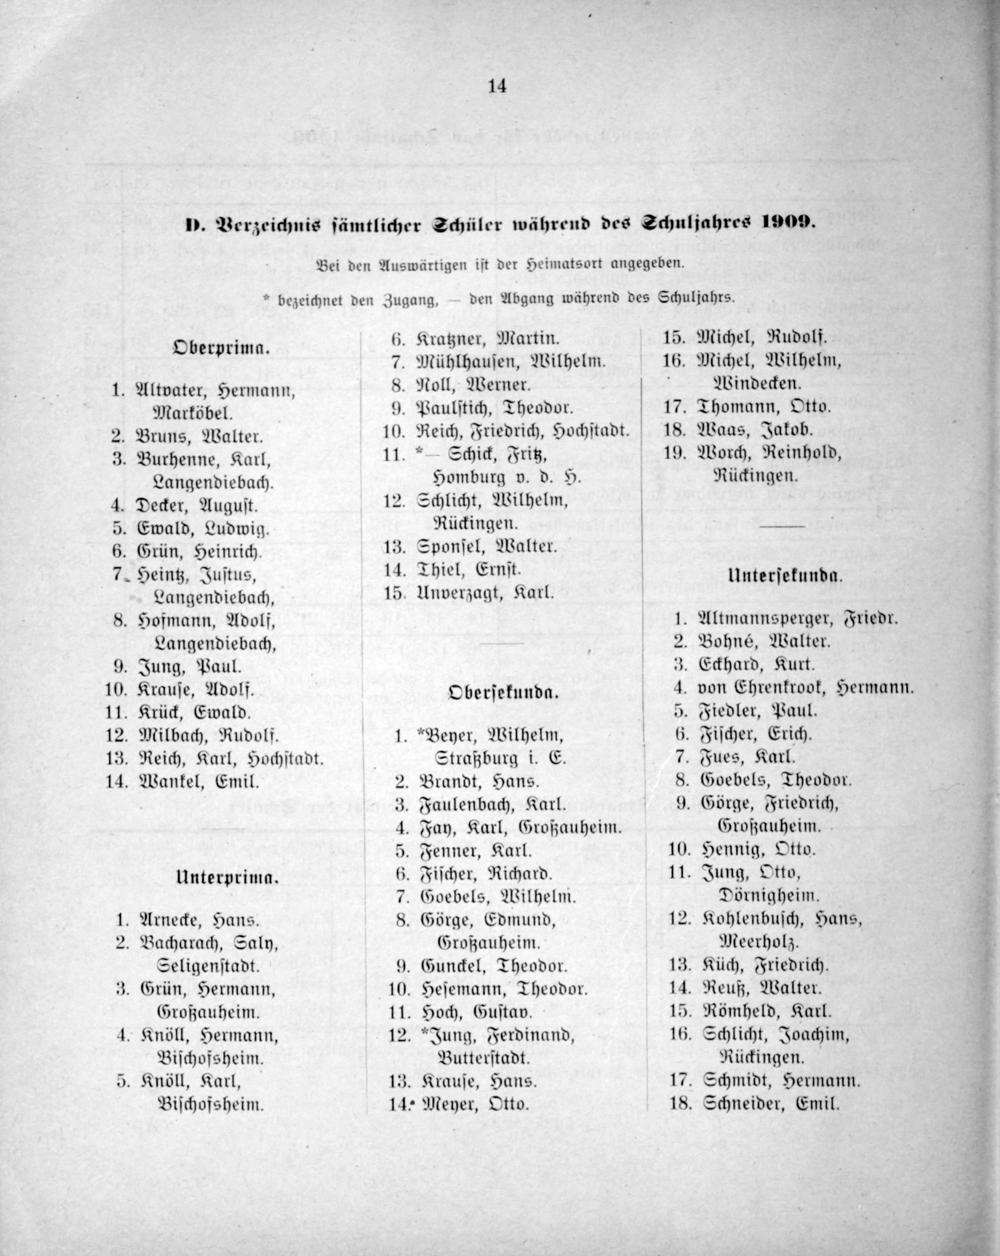 14
D. Verzeichnis sämtlicher Schüler während des Schuljahres 1909.
Bei den Auswärtigen ist der Heimatsort angegeben.
* bezeichnet den Zugang, — den Abgang während des Schuljahrs.
Oberprima.
1. Altvater, Hermann,
Marköbel.
2. Bruns, Walter.
3. Burhenne, Karl,
Langendiebach.
4. Decker, August.
5. Ewald, Ludwig.
6. Grün, Heinrich.
7. Heintz, Justus,
Langendiebach,
8. Hofmann, Adolf,
Langendiebach,
9. Jung, Paul.
10. Krause, Adolf.
11. Krück, Ewald.
12. Milbach, Rudolf.
13. Reich, Karl, Hochstadt.
14. Wankel, Emil.
Unterprima.
1. Arnecke, Hans.
2. Bacharach, Saly,
Seligenstadt.
3. Grün, Hermann,
Großauheim.
4. Knöll, Hermann,
Bischofsheim.
5. Knöll, Karl,
Bischofsheim.
6. Kratzner, Martin.
7. Mühlhausen, Wilhelm.
8. Noll, Werner.
9. Paulstich, Theodor.
10. Reich, Friedrich, Hochstadt.
11. *— Schick, Fritz,
Homburg v. d. H.
12. Schlicht, Wilhelm,
Rückingen.
13. Sponsel, Walter.
14. Thiel, Ernst.
15. Unverzagt, Karl.
Obersekunda.
1. *Beyer, Wilhelm,
Straßburg i. E.
2. Brandt, Hans.
3. Faulenbach, Karl.
4. Fay, Karl, Großauheim.
5. Fenner, Karl.
6. Fischer, Richard.
7. Goebels, Wilhelm.
8. Görge, Edmund,
Großauheim.
9. Gunckel, Theodor.
10. Hesemann, Theodor.
11. Hoch, Gustav.
12. *Jung, Ferdinand,
Butterstadt.
13. Krause, Hans.
14. Meyer, Otto.
15. Michel, Rudolf.
16. Michel, Wilhelm,
Windecken.
17. Thomann, Otto.
18. Waas, Jakob.
19. Worch, Reinhold,
Rückingen.
Untersekunda.
1. Altmannsperger, Friedr.
2. Bohné, Walter.
3. Eckhard, Kurt.
4. von Ehrenkrook, Hermann.
5. Fiedler, Paul.
6. Fischer, Erich.
7. Fues, Karl.
8. Goebels, Theodor.
9. Görge, Friedrich,
Großauheim.
10. Hennig, Otto.
11. Jung, Otto,
Dörnigheim.
12. Kohlenbusch, Hans,
Meerholz.
13. Küch, Friedrich.
14. Reuß, Walter.
15. Römheld, Karl.
16. Schlicht, Joachim,
Rückingen.
17. Schmidt, Hermann.
18. Schneider, Emil.